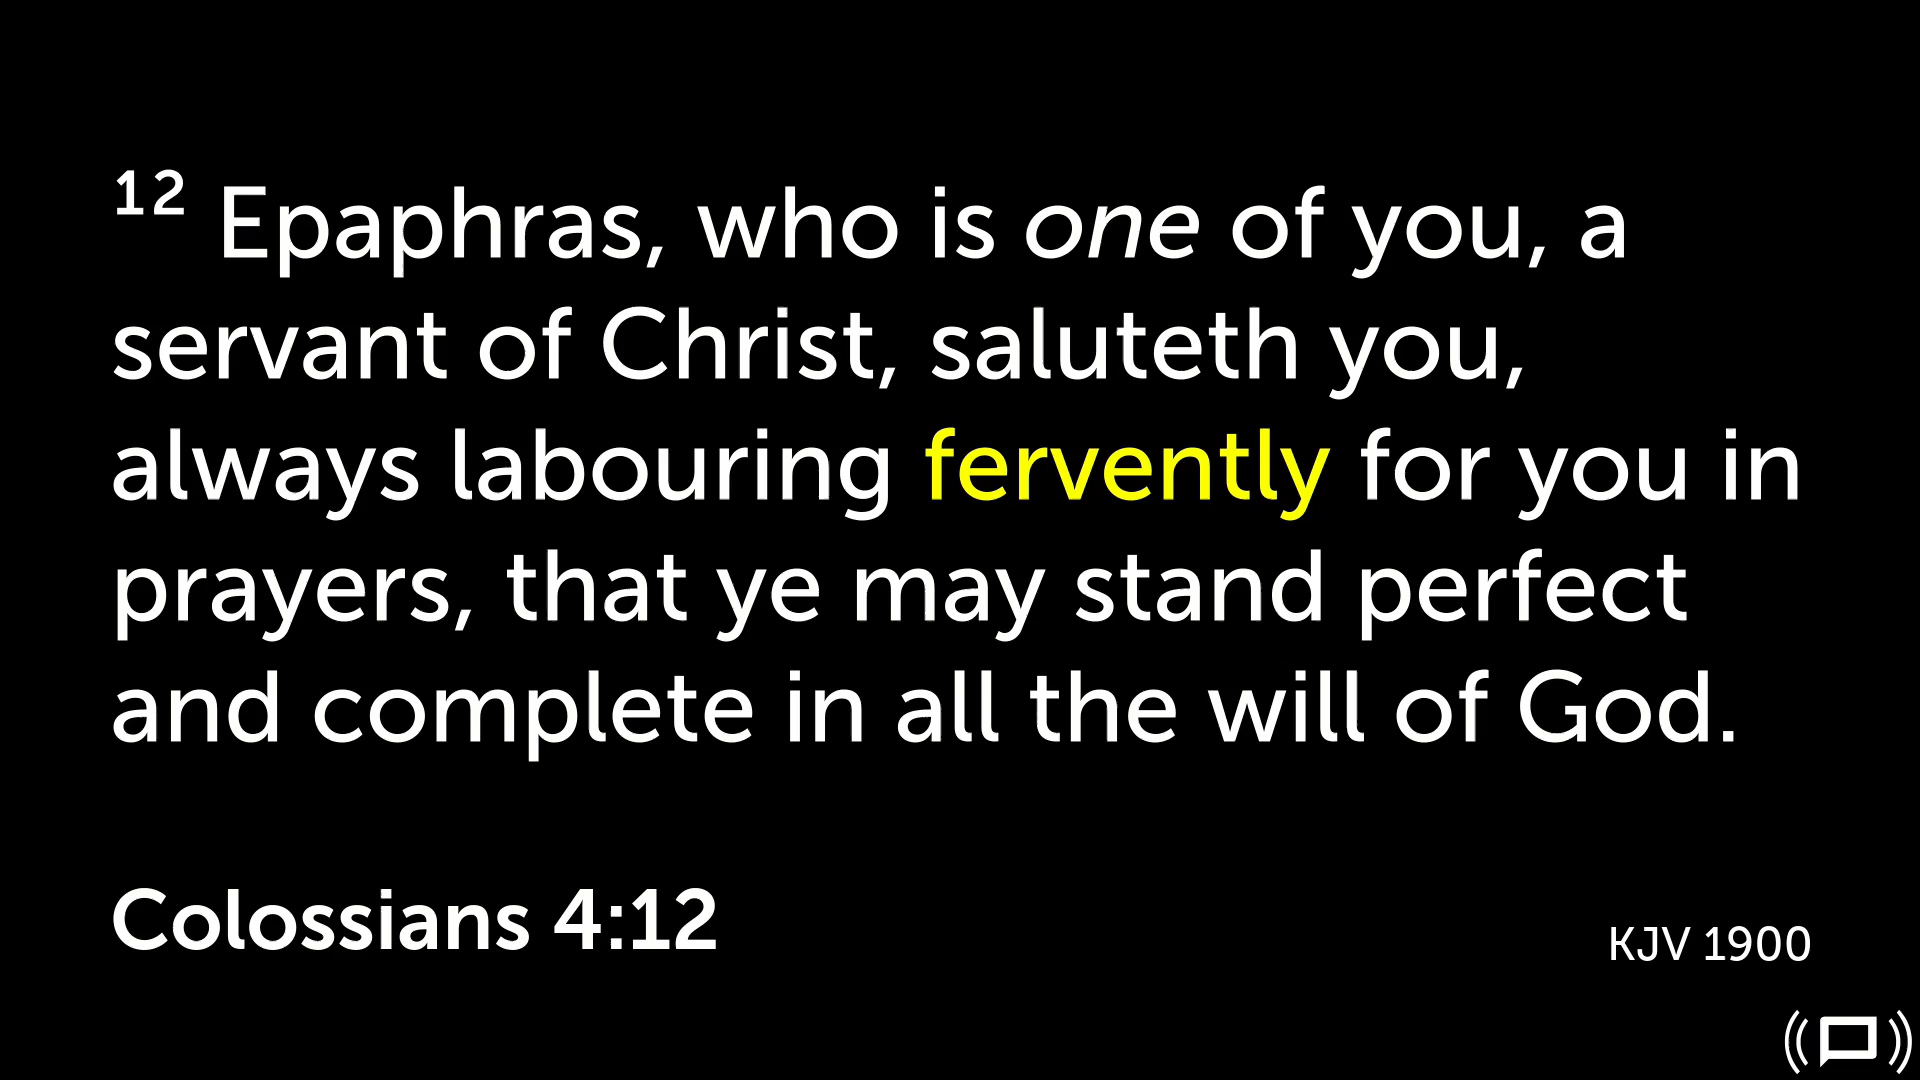 12 Epaphras, who is one of you, a
servant of Christ, saluteth you,
always labouring fervently for you in
prayers, that ye may stand perfect
and complete in all the will of God.
Colossians 4:12
KJV 1900